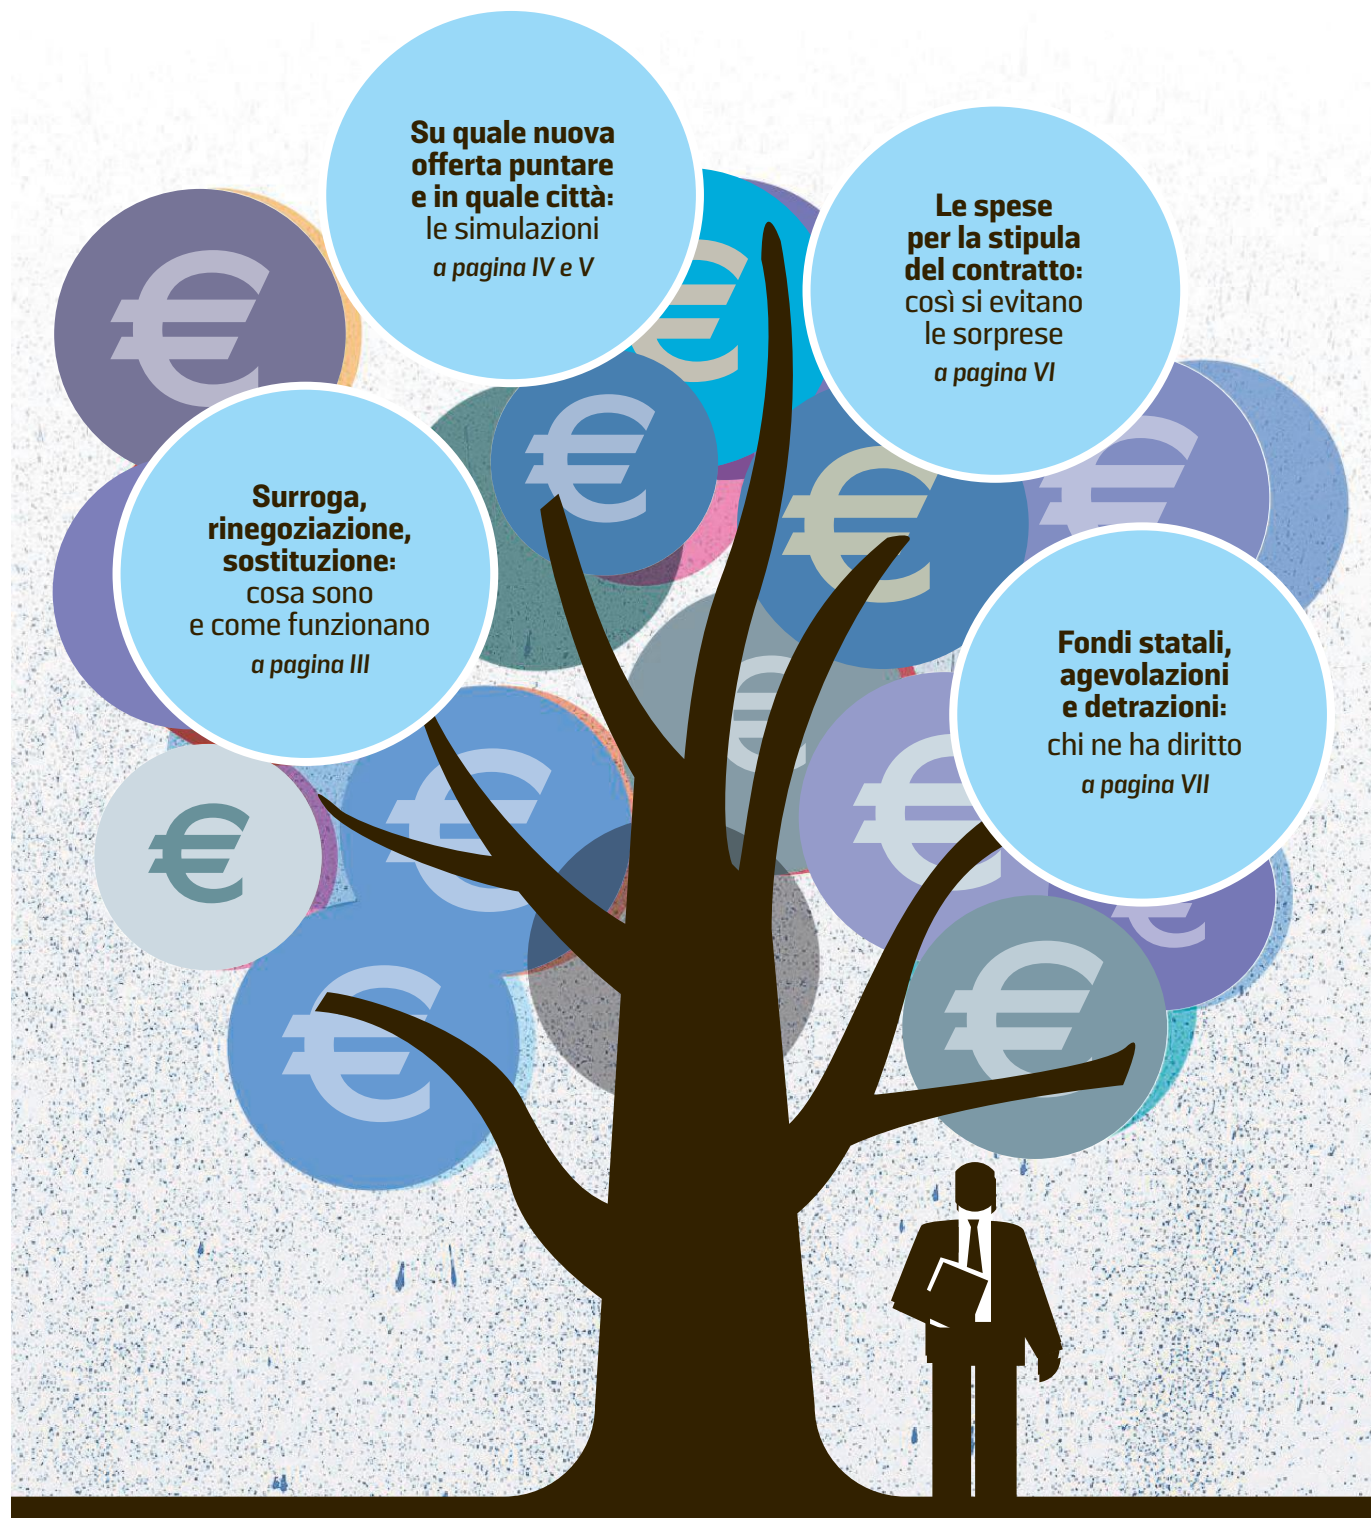 Su quale nuova
offerta puntare
e in quale città:
le simulazioni
a pagina IV e V
Le spese
per la stipula
del contratto:
così si evitano
le sorprese
a pagina VI
Surroga,
rinegoziazione,
sostituzione:
cosa sono
e come funzionano
a pagina III
Fondi statali,
agevolazioni
e detrazioni:
chi ne ha diritto
a pagina VII
€
€
€
€
€
€
€
€
€
€
€
€